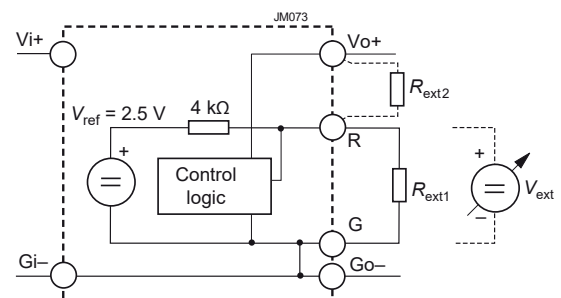 JM073
Vi+
Vo+
Rext2
Vref = 2.5 V
4 kΩ
R
+
Control
logic
Rext1
+
Vext
–
G
Gi–
Go–